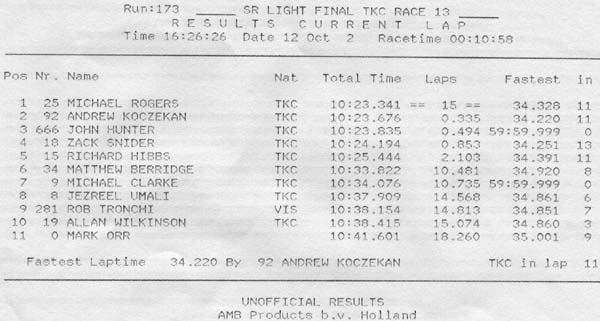 Run:173 SR LIGHT FINAL TKC RACE 13
RESULTS CURRENT LAP
Time 16:26:26 Date 12 Oct 2 Racetime 00:10:58
Pos Nr. Name Nat Total Time Laps Fastest in
1 25 MICHAEL ROGERS TKC 10:23.341 == 15 == 34.328 11
2 92 ANDREW KOCZEKAN TKC 10:23.676 0.335 34.220 11
3 666 JOHN HUNTER TKC 10:23.835 0.494 59:59.999 0
4 18 ZACK SNIDER TKC 10:24.194 0.853 34.251 13
5 15 RICHARD HIBBS TKC 10:25.444 2.103 34.391 11
6 34 MATTHEW BERRIDGE TKC 10:33.822 10.481 34.920 8
7 9 MICHAEL CLARKE TKC 10:34.076 10.735 59:59.999 0
8 8 JEZREEL UMALI TKC 10:37.909 14.568 34.861 6
9 281 ROB TRONCHI VIS 10:38.154 14.813 34.851 7
10 19 ALLAN WILKINSON TKC 10:38.415 15.074 34.860 3
11 0 MARK ORR 10:41.601 18.260 35.001 9
Fastest Laptime 34.220 By 92 ANDREW KOCZEKAN TKC in lap 11
UNOFFICIAL RESULTS
AMB Products b.v. Holland